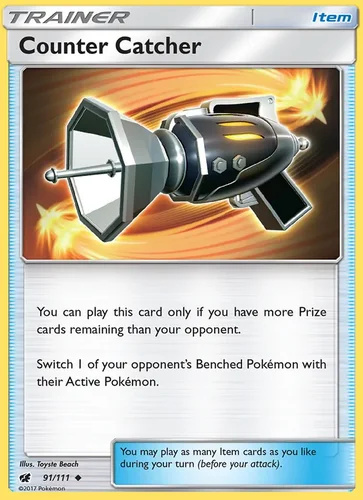 TRAINER Item
Counter Catcher
You can play this card only if you have more Prize
cards remaining than your opponent.
Switch 1 of your opponent's Benched Pokémon with
their Active Pokémon.
Illus. Toyste Beach
91/111 ◆
©2017 Pokémon
You may play as many Item cards as you like
during your turn (before your attack).